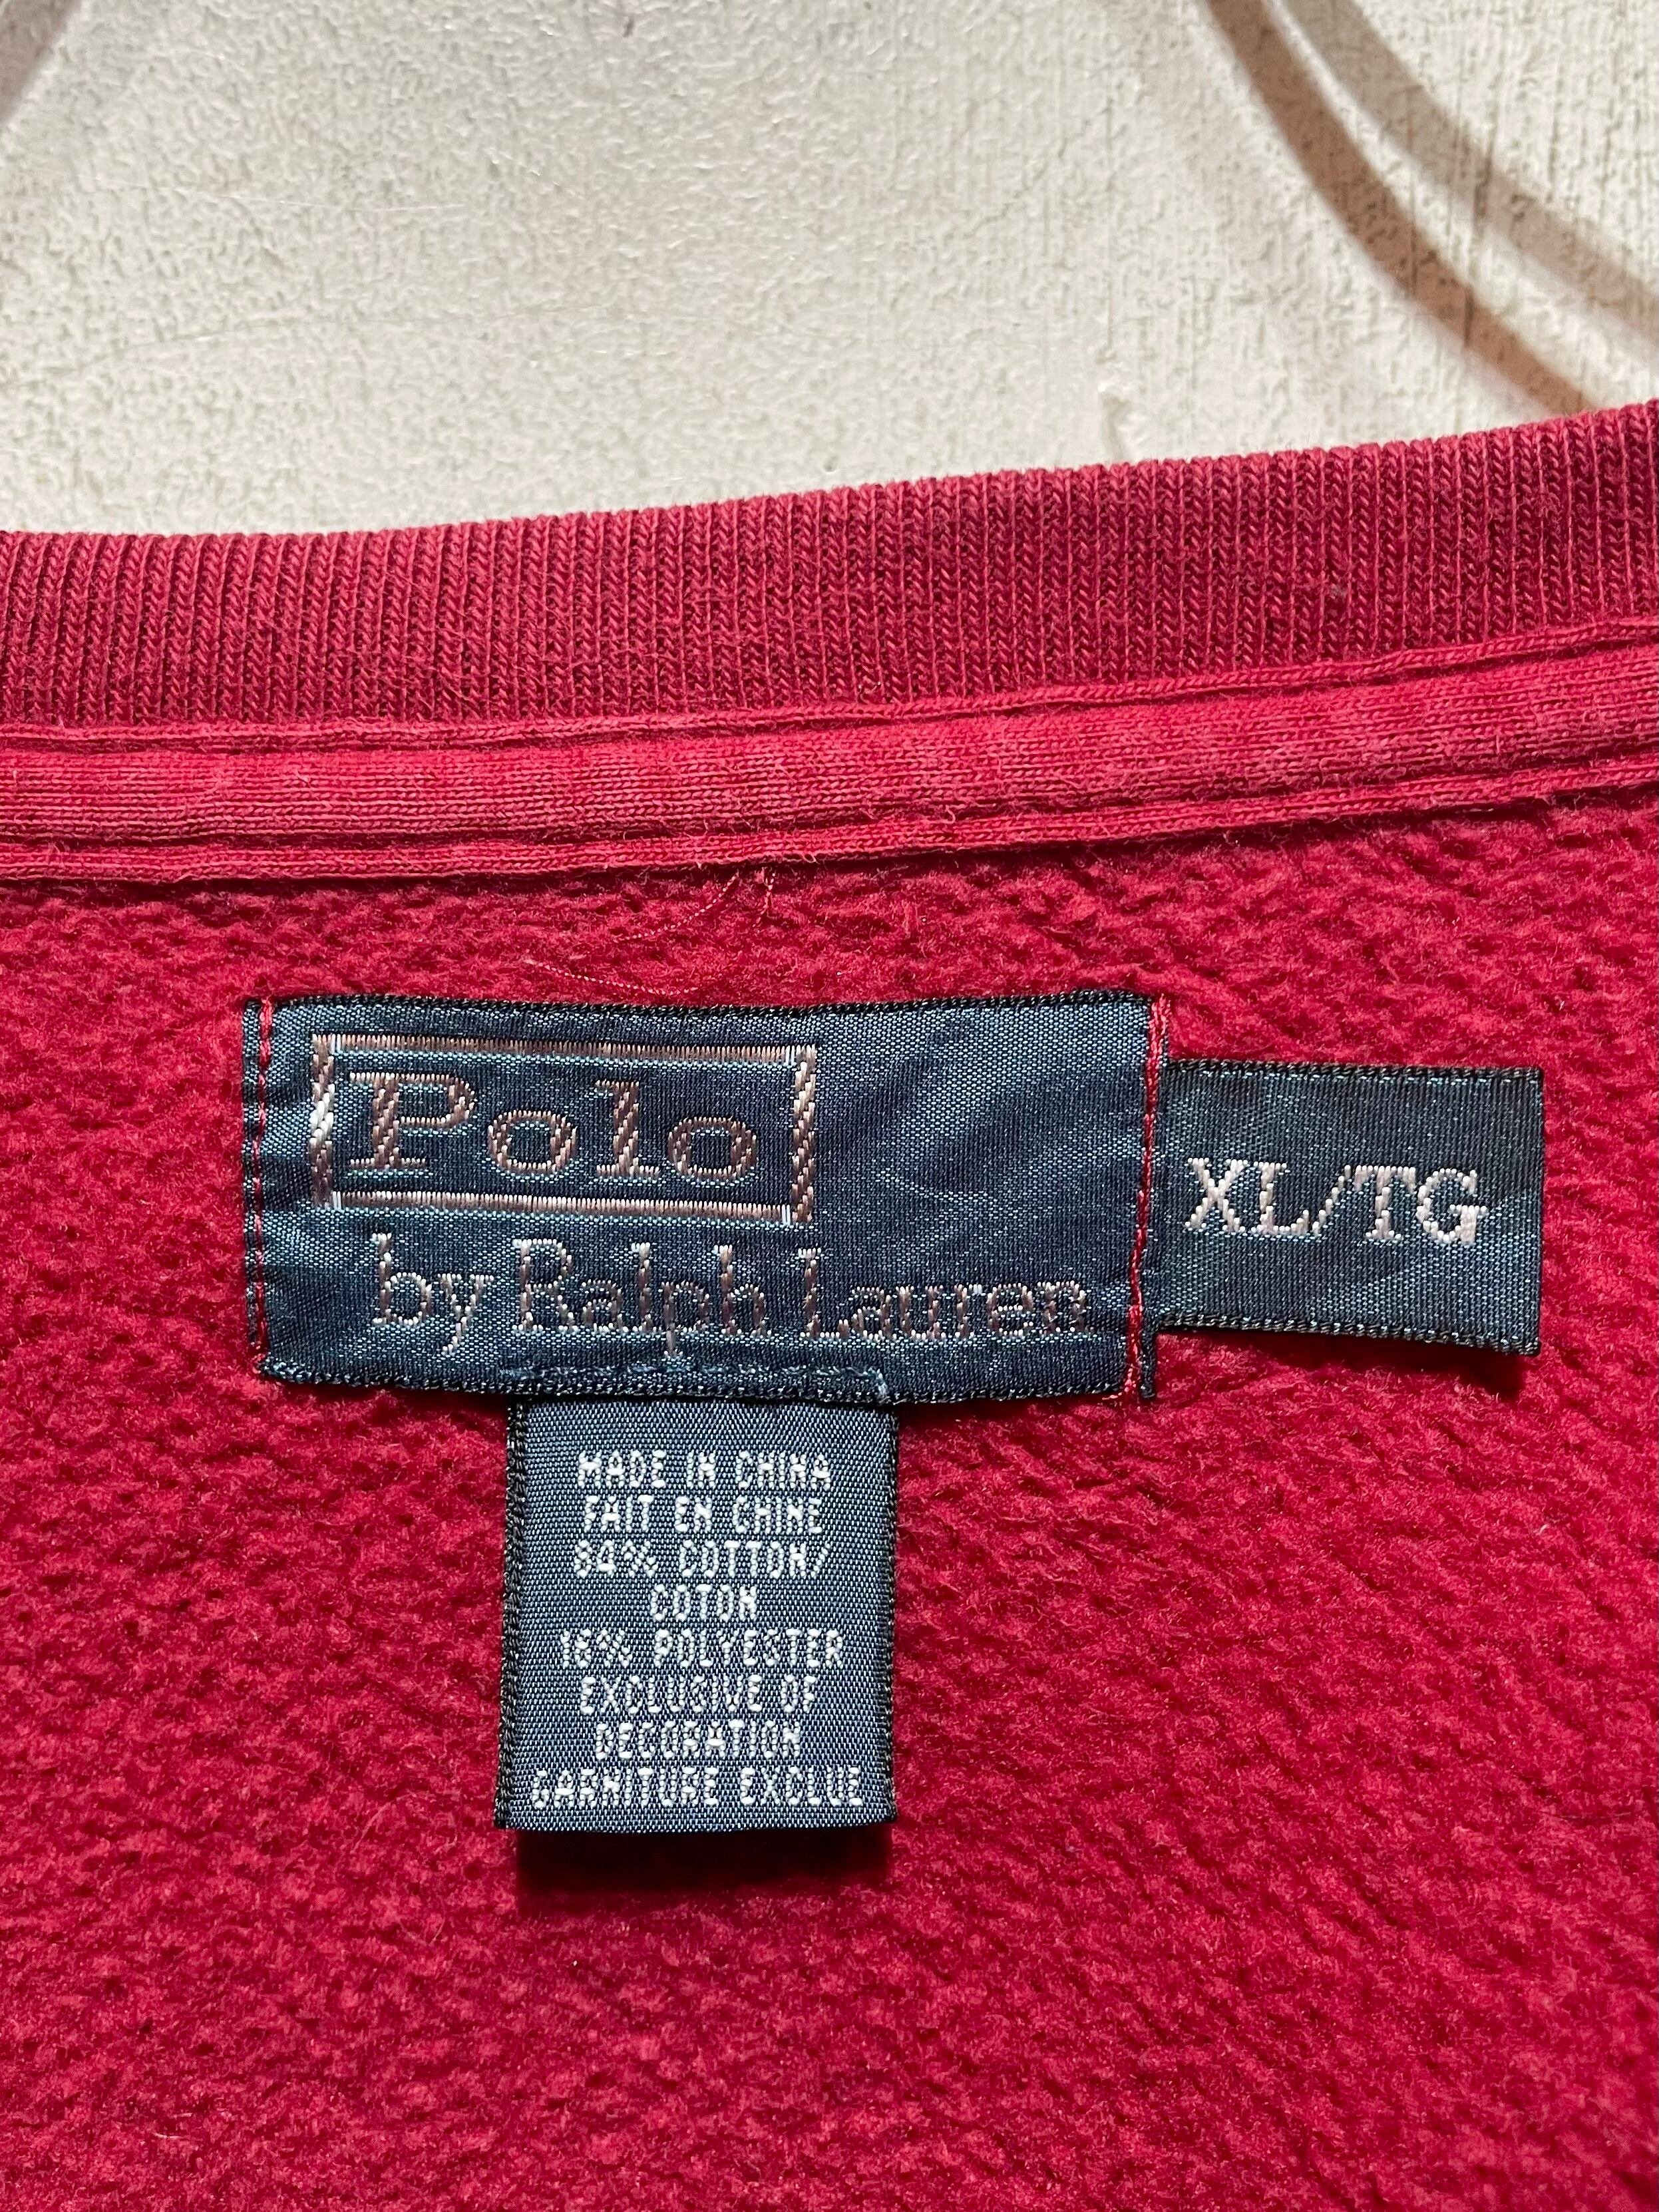 Polo
by Ralph Lauren
XL/TG
MADE IN CHINA
FAIT EN CHINE
84% COTTON/
COTON
16% POLYESTER
EXCLUSIVE OF
DECORATION
GARNITURE EXCLUE